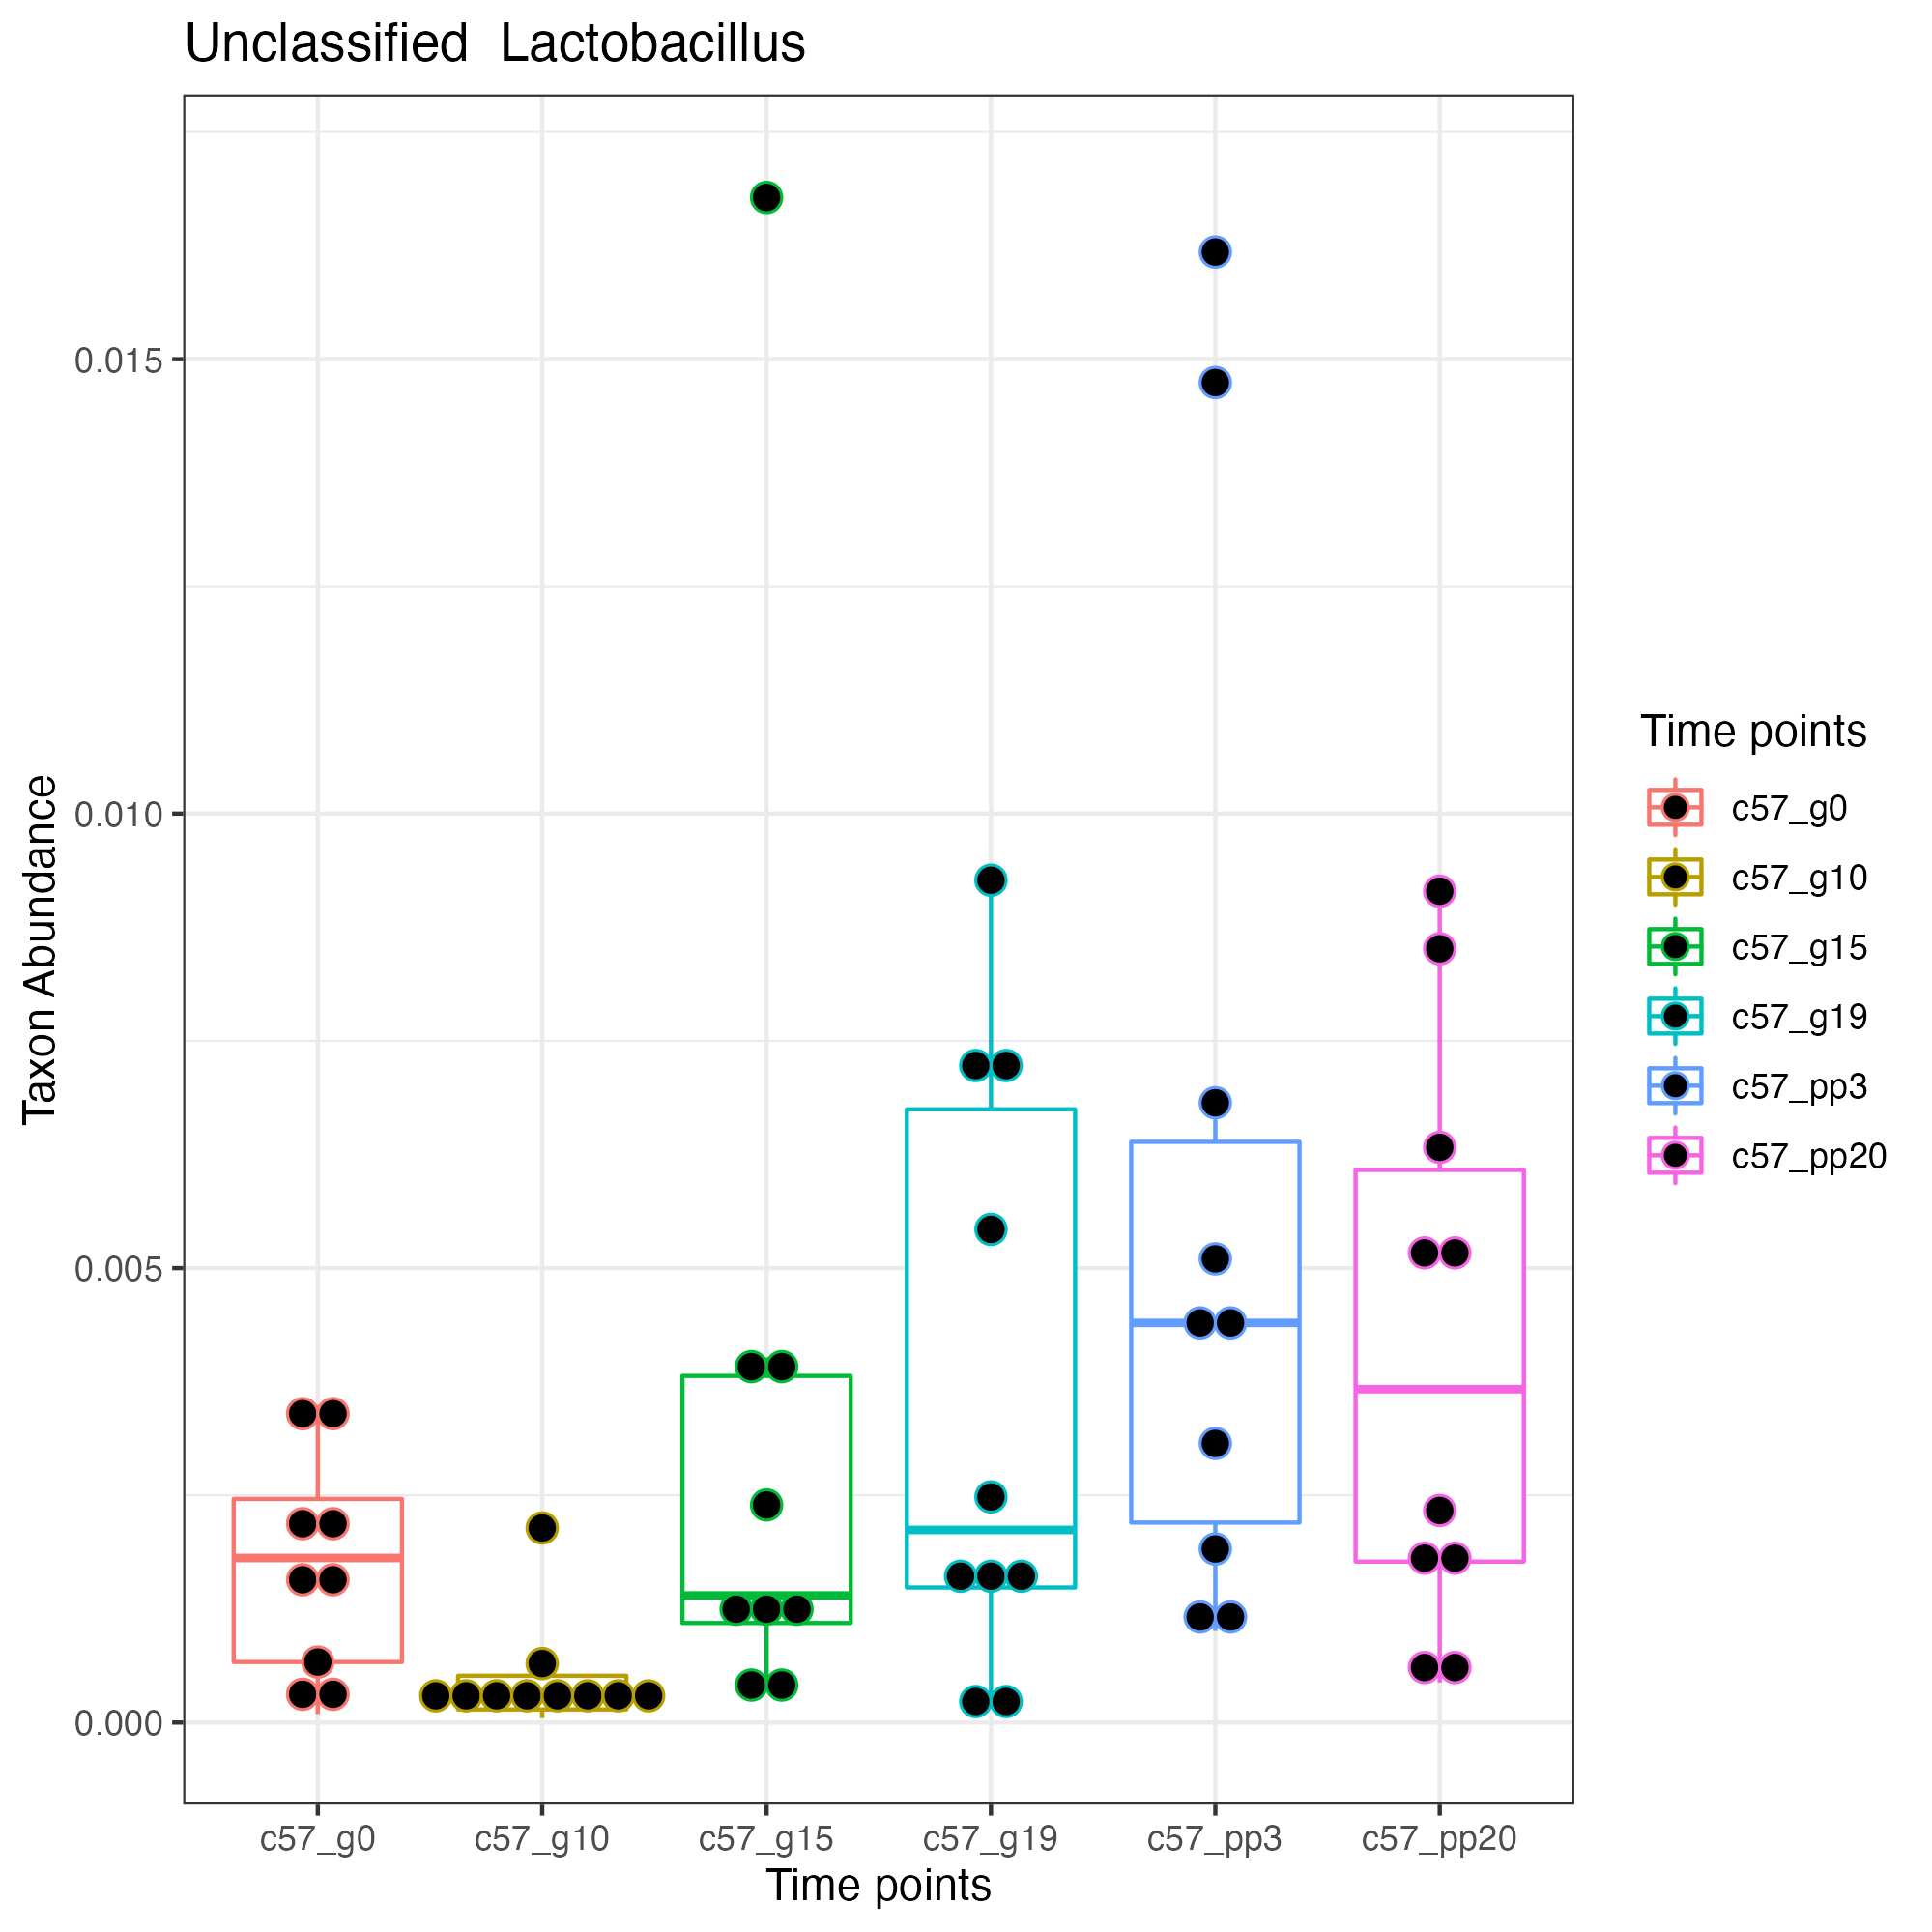 Unclassified  Lactobacillus
Taxon Abundance
0.015
0.010
0.005
0.000
c57_g0
c57_g10
c57_g15
c57_g19
c57_pp3
c57_pp20
Time points
Time points
c57_g0
c57_g10
c57_g15
c57_g19
c57_pp3
c57_pp20